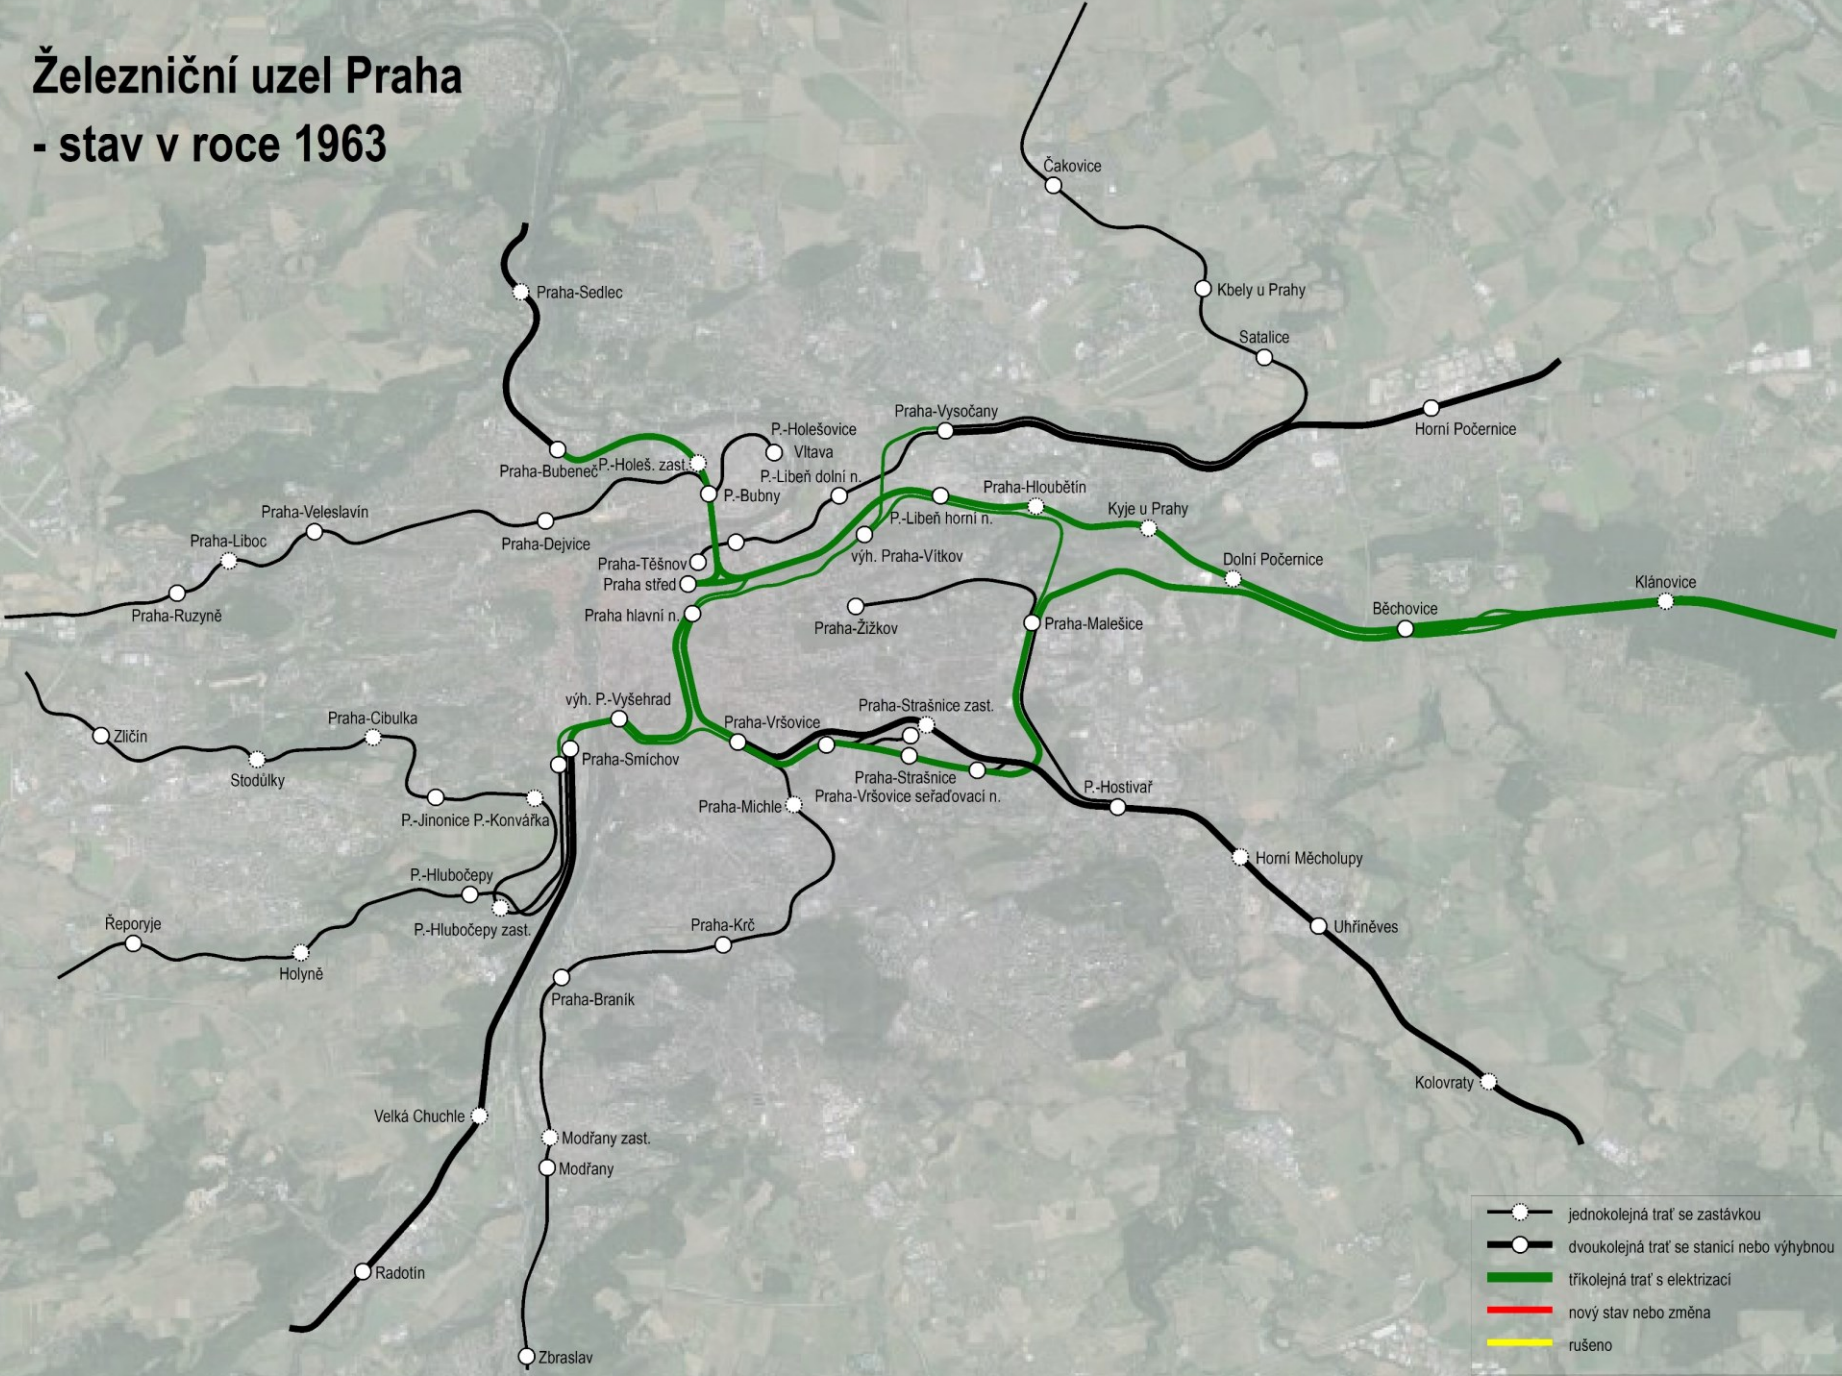 Železniční uzel Praha
- stav v roce 1963
Čakovice
Praha-Sedlec
Kbely u Prahy
Satalice
Praha-Vysočany
Horní Počernice
P.-Holešovice
Vltava
Praha-Bubeneč
P.-Holeš. zast.
P.-Libeň dolní n.
P.-Bubny
Praha-Hloubětín
Kyje u Prahy
P.-Libeň horní n.
Praha-Veleslavín
Praha-Liboc
Praha-Dejvice
výh. Praha-Vítkov
Praha-Těšnov
Dolní Počernice
Praha střed
Klánovice
Praha-Ruzyně
Praha hlavní n.
Praha-Žižkov
Praha-Malešice
Běchovice
výh. P.-Vyšehrad
Praha-Strašnice zast.
Praha-Cibulka
Praha-Vršovice
Zličín
Praha-Smíchov
Stodůlky
Praha-Strašnice
Praha-Vršovice seřaďovací n.
P.-Hostivař
Praha-Michle
P.-Jinonice
P.-Konvářka
Horní Měcholupy
P.-Hlubočepy
Řeporyje
P.-Hlubočepy zast.
Praha-Krč
Uhříněves
Holyně
Praha-Braník
Kolovraty
Velká Chuchle
Modřany zast.
Modřany
Radotín
Zbraslav
jednokolejná trať se zastávkou
dvoukolejná trať se stanicí nebo výhybnou
tříkolejná trať s elektrizací
nový stav nebo změna
rušeno